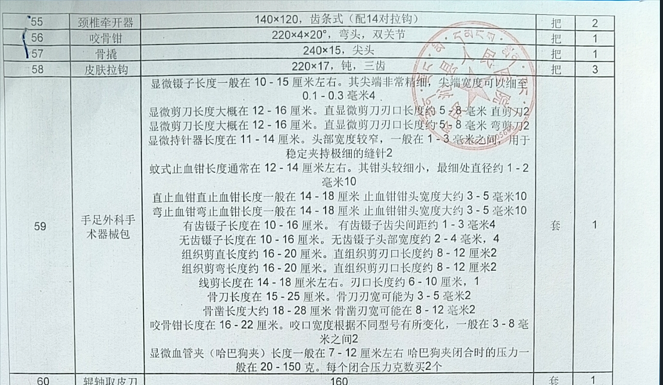 55 颈椎牵开器 140×120，齿条式（配14对拉钩） 把 2
56 咬骨钳 220×4×20°，弯头，双关节 把 1
57 骨撬 240×15，尖头 把 1
58 皮肤拉钩 220×17，钝，三齿 把 3
显微镊子长度一般在 10 - 15 厘米左右。其尖端非常精细，尖端宽度可以细至
0.1 - 0.3 毫米4
显微剪刀长度大概在 12 - 16 厘米。直显微剪刀刃口长度约 5 - 8 毫米 直剪刃2
显微剪刀长度大概在 12 - 16 厘米。直显微剪刀刃口长度约 5 - 8 毫米 弯剪刃2
显微持针器长度在 11 - 14 厘米。头部宽度较窄，一般在 1 - 3 毫米之间，用于
稳定夹持极细的缝针2
蚊式止血钳长度通常在 12 - 14 厘米左右。其钳头较细小，最细处直径约 1 - 2
毫米10
直止血钳直止血钳长度一般在 14 - 18 厘米 止血钳钳头宽度大约 3 - 5 毫米10
弯止血钳弯止血钳长度一般在 14 - 18 厘米 止血钳钳头宽度大约 3 - 5 毫米10
59 手足外科手术器械包 有齿镊子长度在 10 - 16 厘米。 有齿镊子齿尖间距约 1 - 3 毫米4 套 1
无齿镊子长度在 10 - 16 厘米。无齿镊子头部宽度约 2 - 4 毫米，4
组织剪直长度约 16 - 20 厘米。直组织剪刃口长度约 8 - 12 厘米2
组织剪弯长度约 16 - 20 厘米。直组织剪刃口长度约 8 - 12 厘米2
线剪长度在 14 - 18 厘米左右。刃口长度约 6 - 10 厘米，1
骨刀长度在 15 - 25 厘米。骨刀刃宽可能为 3 - 5 毫米2
骨凿长度大约 18 - 28 厘米 骨凿刃宽可能在 8 - 12 毫米2
咬骨钳长度在 16 - 22 厘米。咬口宽度根据不同型号有所变化，一般在 3 - 8 毫
米之间2
显微血管夹（哈巴狗夹）长度一般在 7 - 12 厘米左右 哈巴狗夹闭合时的压力一
般在 20 - 150 克。每个闭合压力克数买2个
60 辊轴取皮刀 160 把 1